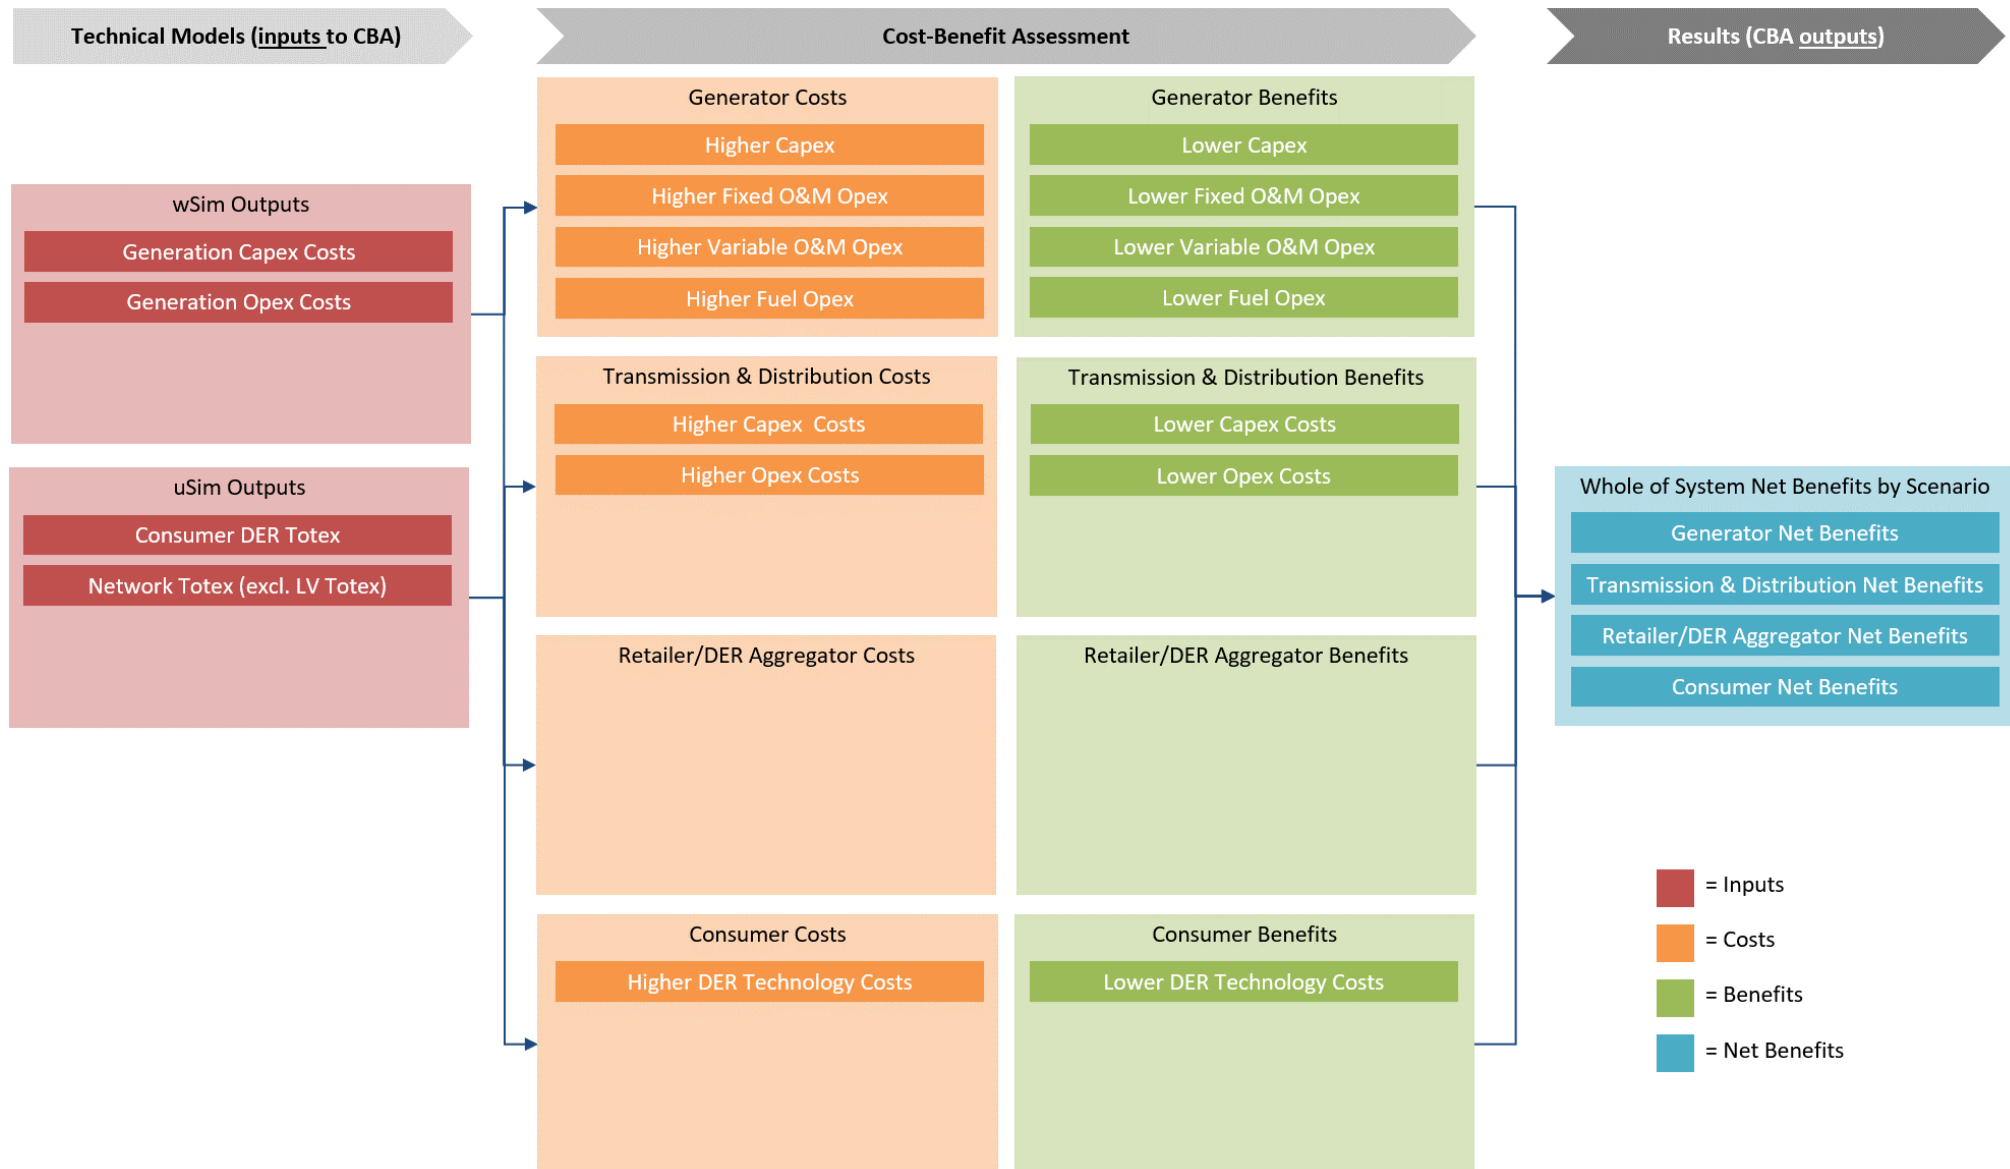 Technical Models (inputs to CBA)
Cost-Benefit Assessment
Results (CBA outputs)
wSim Outputs
Generation Capex Costs
Generation Opex Costs
uSim Outputs
Consumer DER Totex
Network Totex (excl. LV Totex)
Generator Costs
Higher Capex
Higher Fixed O&M Opex
Higher Variable O&M Opex
Higher Fuel Opex
Generator Benefits
Lower Capex
Lower Fixed O&M Opex
Lower Variable O&M Opex
Lower Fuel Opex
Transmission & Distribution Costs
Higher Capex  Costs
Higher Opex Costs
Transmission & Distribution Benefits
Lower Capex Costs
Lower Opex Costs
Retailer/DER Aggregator Costs
Retailer/DER Aggregator Benefits
Consumer Costs
Higher DER Technology Costs
Consumer Benefits
Lower DER Technology Costs
Whole of System Net Benefits by Scenario
Generator Net Benefits
Transmission & Distribution Net Benefits
Retailer/DER Aggregator Net Benefits
Consumer Net Benefits
= Inputs
= Costs
= Benefits
= Net Benefits